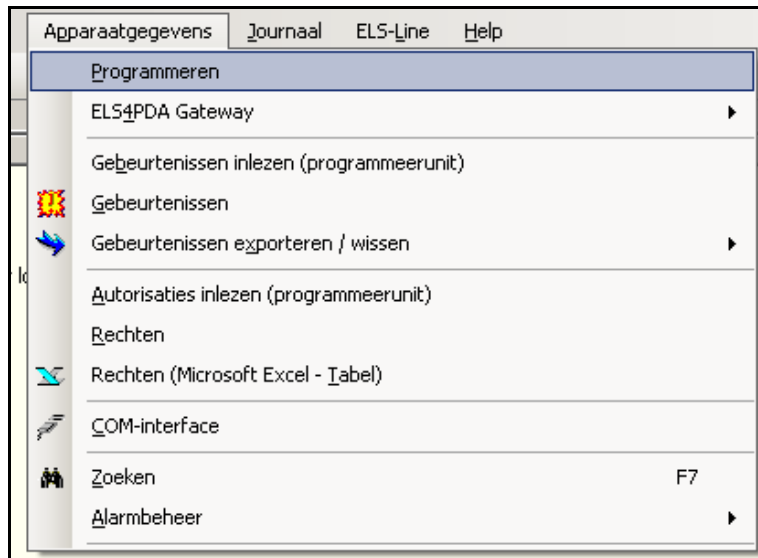 Apparaatgegevens Journaal ELS-Line Help
Programmeren
ELS4PDA Gateway
Gebeurtenissen inlezen (programmeerunit)
Gebeurtenissen
Gebeurtenissen exporteren / wissen
Autorisaties inlezen (programmeerunit)
Rechten
Rechten (Microsoft Excel - Tabel)
COM-interface
Zoeken F7
Alarmbeheer